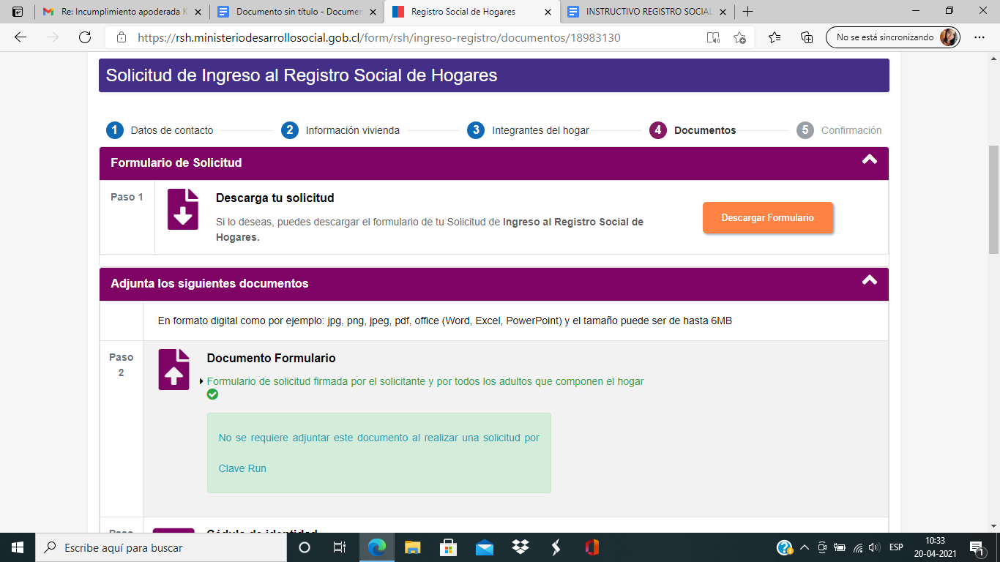 Re: Incumplimiento apoderada K
Documento sin título - Documen
Registro Social de Hogares
INSTRUCTIVO REGISTRO SOCIAL
https://rsh.ministeriodesarrollosocial.gob.cl/form/rsh/ingreso-registro/documentos/18983130
No se está sincronizando
Solicitud de Ingreso al Registro Social de Hogares
1 Datos de contacto
2 Información vivienda
3 Integrantes del hogar
4 Documentos
5 Confirmación
Formulario de Solicitud
Paso 1
Descarga tu solicitud
Si lo deseas, puedes descargar el formulario de tu Solicitud de Ingreso al Registro Social de
Hogares.
Descargar Formulario
Adjunta los siguientes documentos
En formato digital como por ejemplo: jpg, png, jpeg, pdf, office (Word, Excel, PowerPoint) y el tamaño puede ser de hasta 6MB
Paso
2
Documento Formulario
Formulario de solicitud firmada por el solicitante y por todos los adultos que componen el hogar
No se requiere adjuntar este documento al realizar una solicitud por
Clave Run
Paso
Cédula de identidad
Escribe aquí para buscar
ESP
10:33
20-04-2021
1